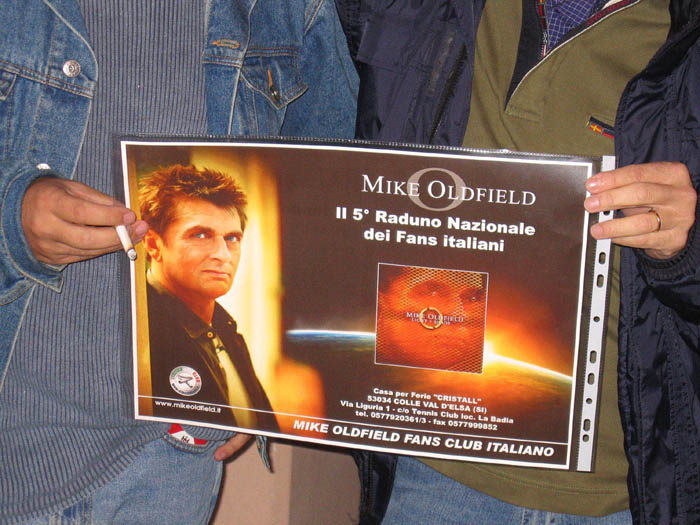 MIKE OLDFIELD
Il 5° Raduno Nazionale
dei Fans italiani
MIKE OLDFIELD
LIGHT + SHADE
Casa per Ferie "CRISTALL"
53034 COLLE VAL D'ELSA (SI)
Via Liguria 1 - c/o Tennis Club loc. La Badia
tel. 0577920361/3 - fax 0577999852
www.mikeoldfield.it
MIKE OLDFIELD FANS CLUB ITALIANO